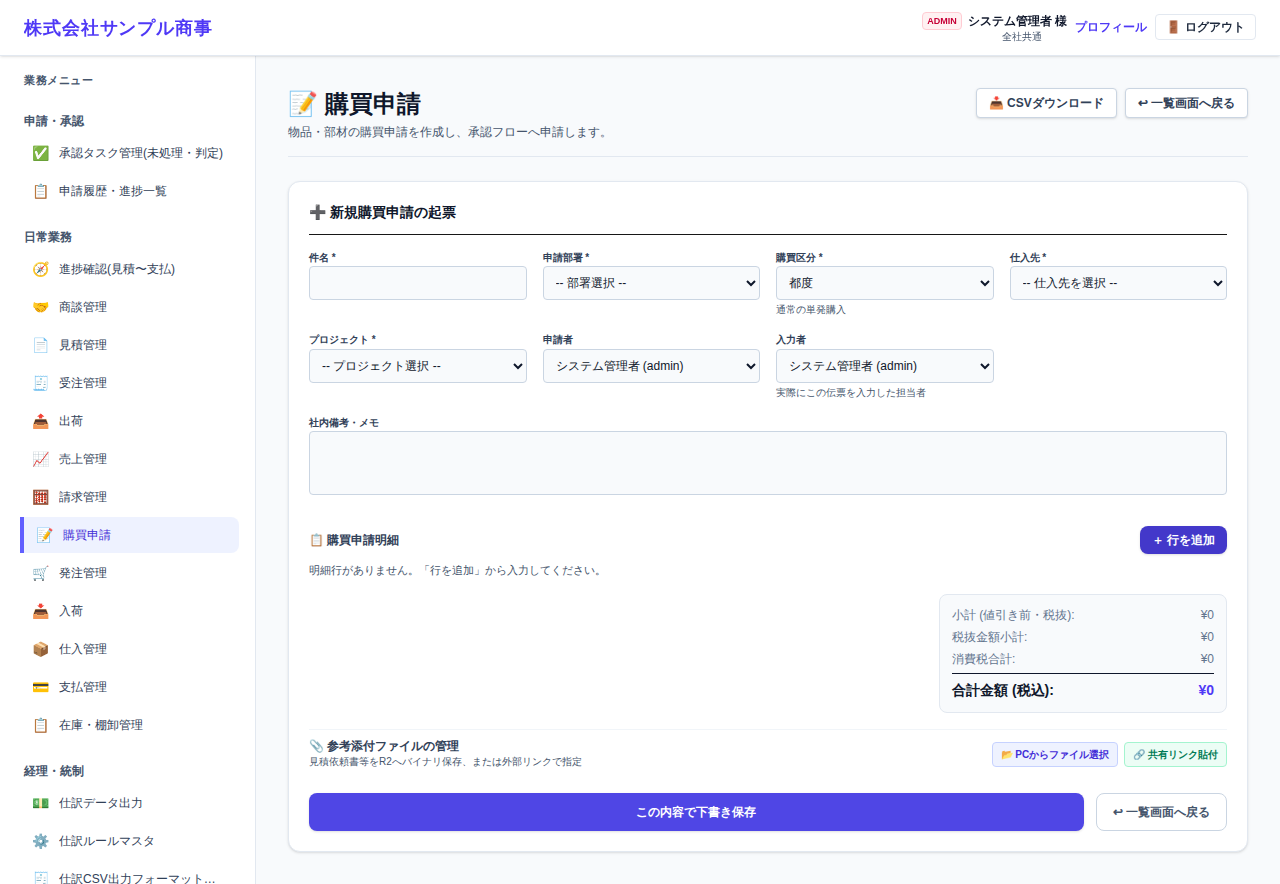 株式会社サンプル商事
ADMIN システム管理者 様
全社共通
プロフィール
ログアウト
業務メニュー
申請・承認
承認タスク管理(未処理・判定)
申請履歴・進捗一覧
日常業務
進捗確認(見積〜支払)
商談管理
見積管理
受注管理
出荷
売上管理
請求管理
購買申請
発注管理
入荷
仕入管理
支払管理
在庫・棚卸管理
経理・統制
仕訳データ出力
仕訳ルールマスタ
仕訳CSV出力フォーマット...
購買申請
物品・部材の購買申請を作成し、承認フローへ申請します。
CSVダウンロード
↩ 一覧画面へ戻る
➕ 新規購買申請の起票
件名 *
申請部署 *
-- 部署選択 --
購買区分 *
都度
通常の単発購入
仕入先 *
-- 仕入先を選択 --
プロジェクト *
-- プロジェクト選択 --
申請者
システム管理者 (admin)
入力者
システム管理者 (admin)
実際にこの伝票を入力した担当者
社内備考・メモ
購買申請明細
＋ 行を追加
明細行がありません。「行を追加」から入力してください。
小計 (値引き前・税抜): ¥0
税抜金額小計: ¥0
消費税合計: ¥0
合計金額 (税込): ¥0
参考添付ファイルの管理
見積依頼書等をR2へバイナリ保存、または外部リンクで指定
PCからファイル選択
共有リンク貼付
この内容で下書き保存
↩ 一覧画面へ戻る